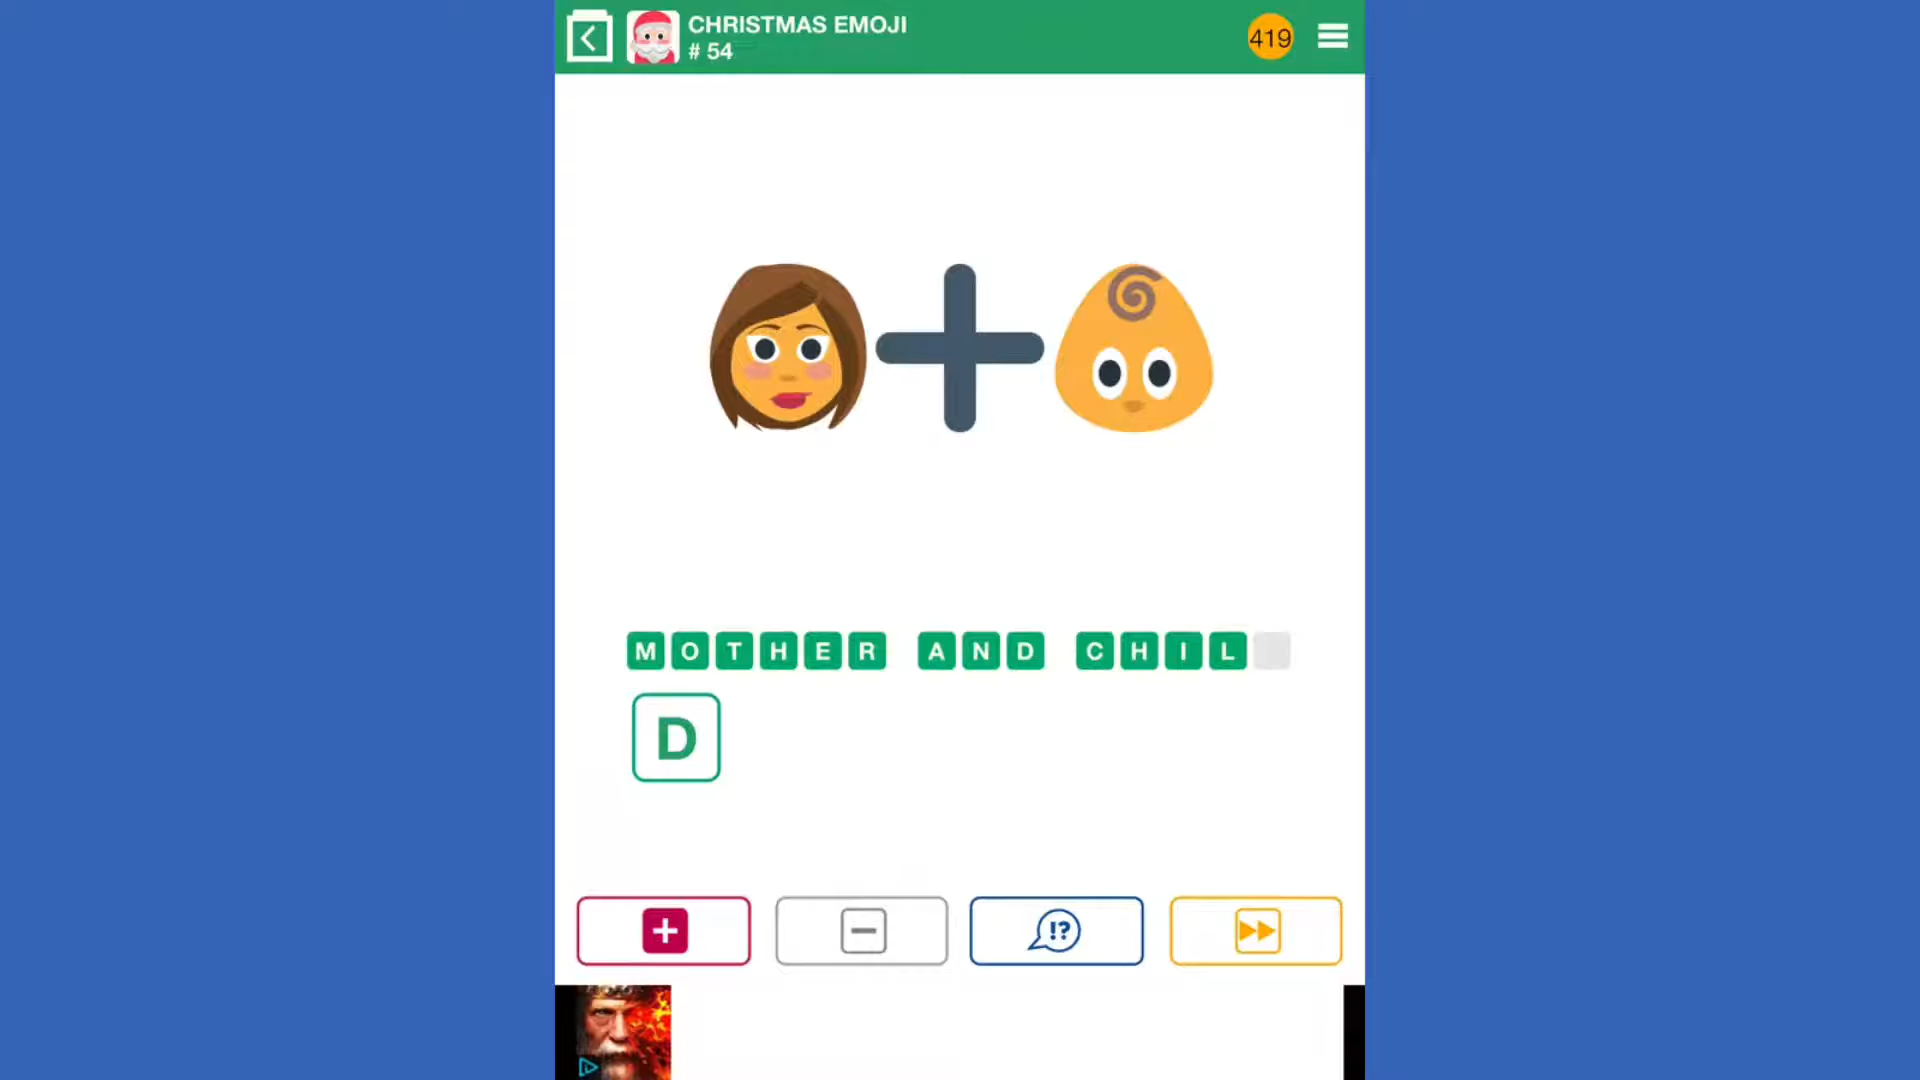 CHRISTMAS EMOJI
# 54
419
MOTHER AND CHIL
D
!?